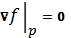 ∇f|ₚ = 0